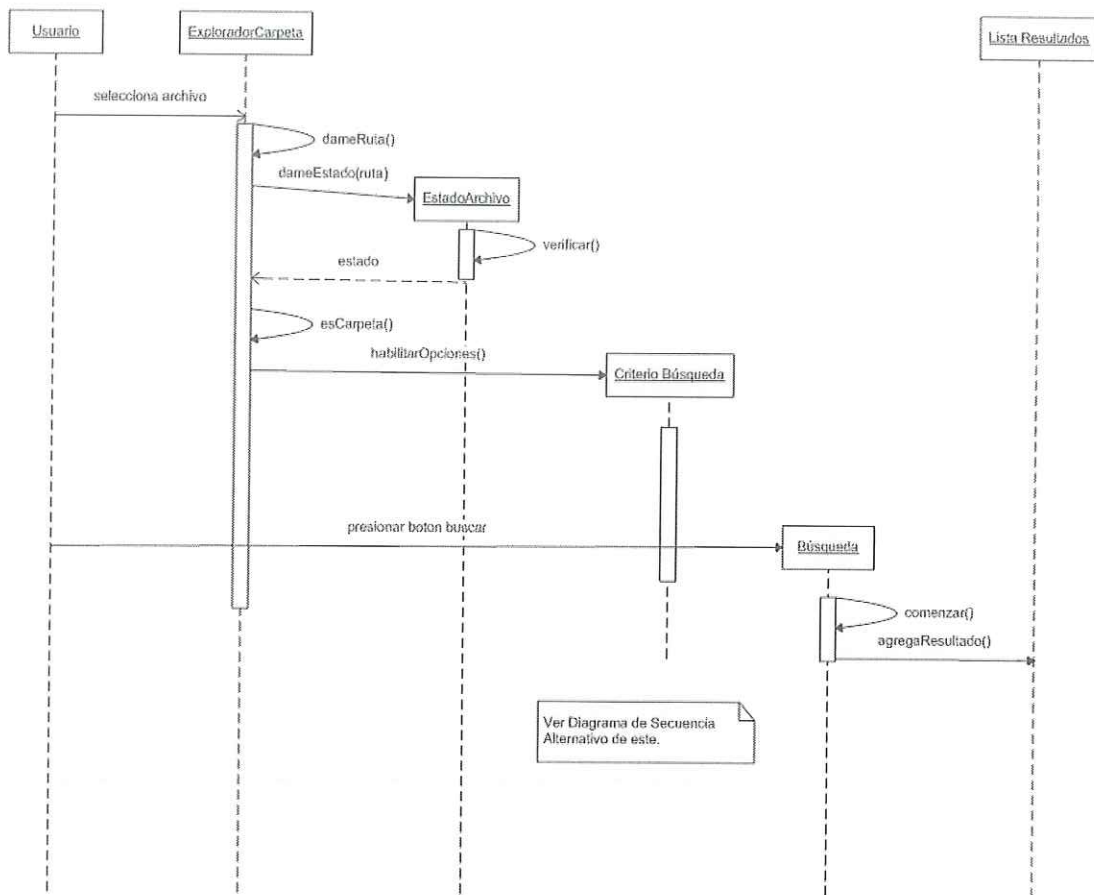 Usuario
ExploradorCarpeta
Lista Resultados
selecciona archivo
dameRuta()
dameEstado(ruta)
EstadoArchivo
verificar()
estado
esCarpeta()
habilitarOpciones()
Criterio Búsqueda
presionar boton buscar
Búsqueda
comenzar()
agregaResultado()
Ver Diagrama de Secuencia
Alternativo de este.